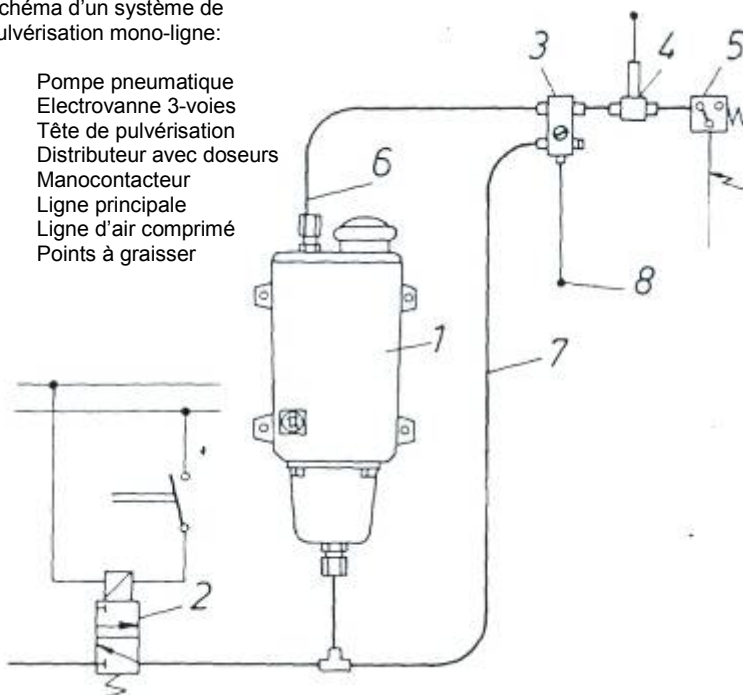 chéma d'un système de
ulvérisation mono-ligne:
Pompe pneumatique
Electrovanne 3-voies
Tête de pulvérisation
Distributeur avec doseurs
Manocontacteur
Ligne principale
Ligne d'air comprimé
Points à graisser
3
4
5
6
8
1
7
2